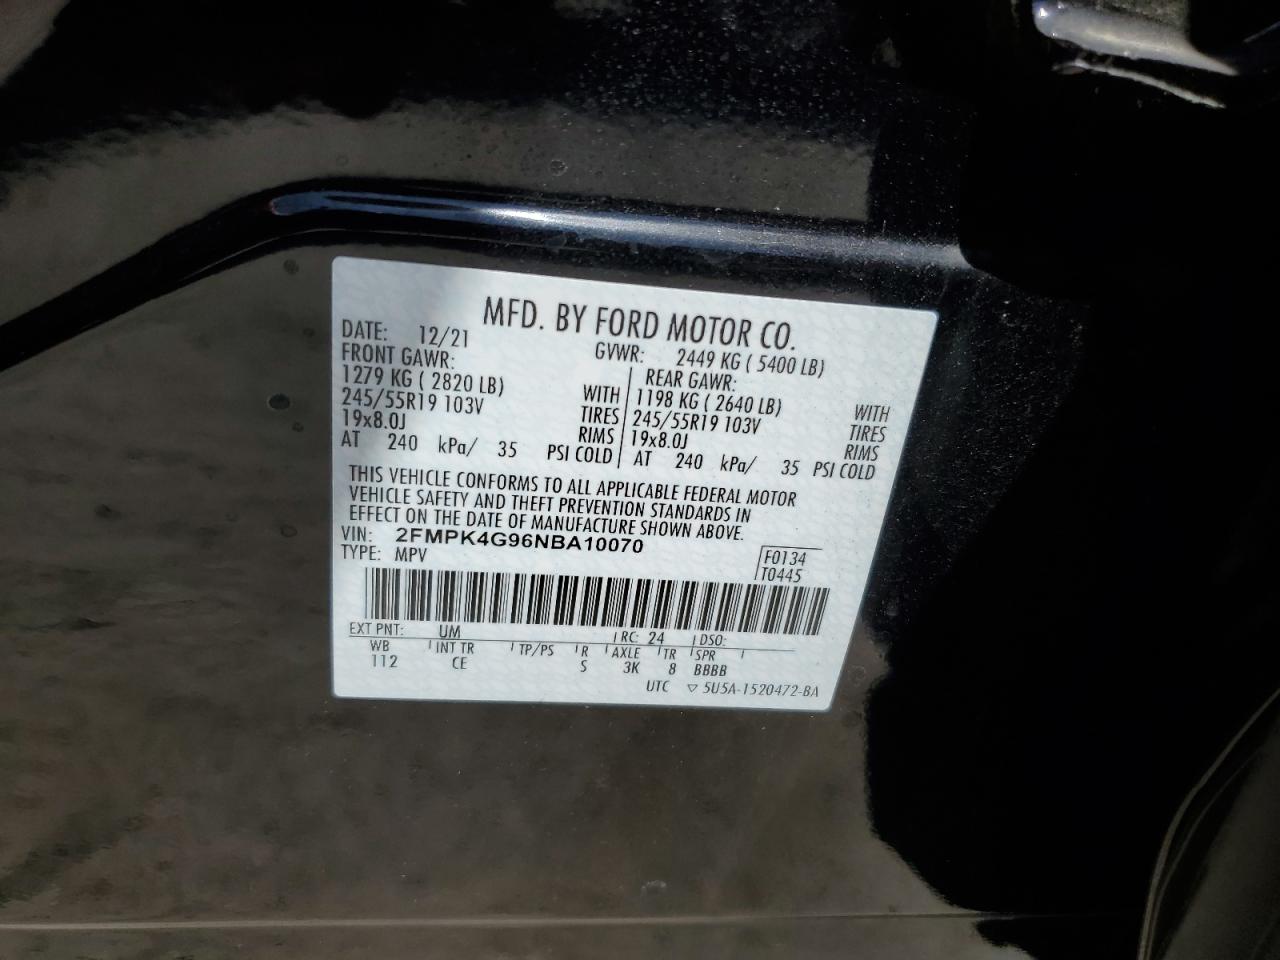 MFD. BY FORD MOTOR CO.
DATE: 12/21 GVWR: 2449 KG ( 5400 LB)
FRONT GAWR: REAR GAWR:
1279 KG ( 2820 LB) WITH 1198 KG ( 2640 LB) WITH
245/55R19 103V TIRES 245/55R19 103V TIRES
19x8.0J RIMS 19x8.0J RIMS
AT 240 kPa/ 35 PSI COLD AT 240 kPa/ 35 PSI COLD
THIS VEHICLE CONFORMS TO ALL APPLICABLE FEDERAL MOTOR
VEHICLE SAFETY AND THEFT PREVENTION STANDARDS IN
EFFECT ON THE DATE OF MANUFACTURE SHOWN ABOVE.
VIN: 2FMPK4G96NBA10070
TYPE: MPV F0134
T0445
EXT PNT: UM RC: 24 DSO:
WB INT TR TP/PS R AXLE TR SPR
112 CE S 3K 8 BBBB
UTC ▽ 5U5A-1520472-BA